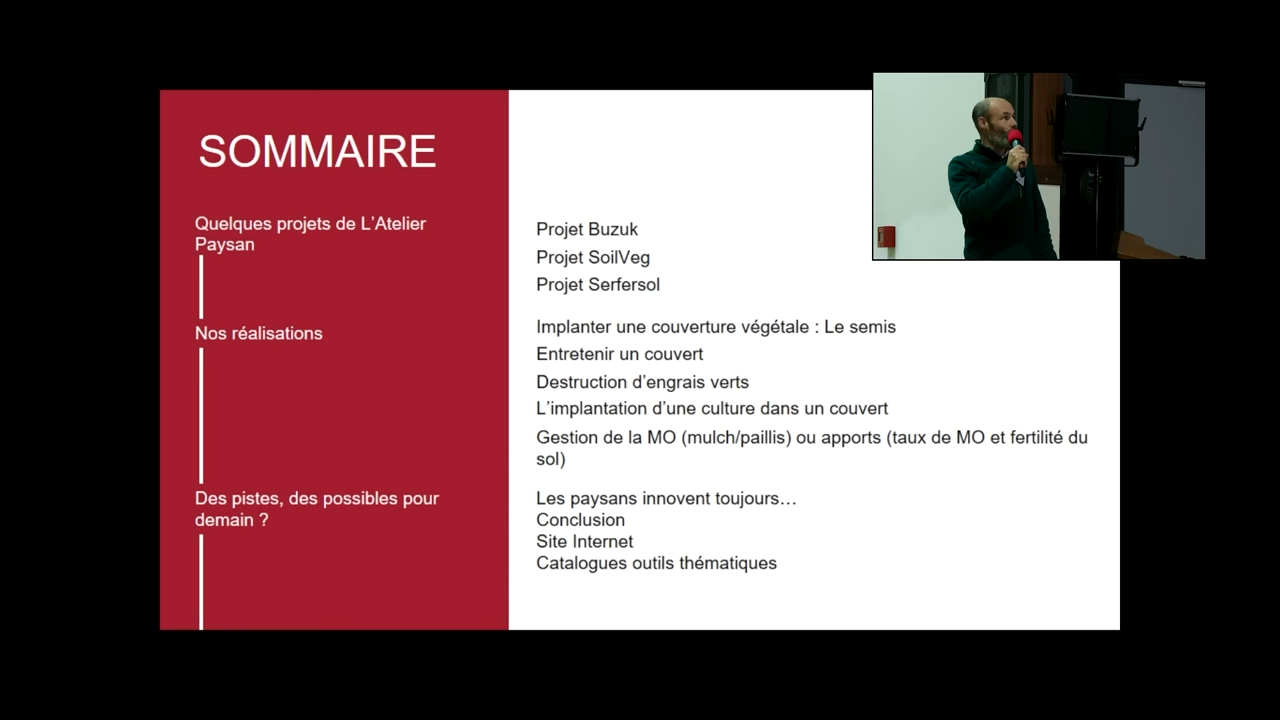 SOMMAIRE
Quelques projets de L'Atelier
Paysan
Projet Buzuk
Projet SoilVeg
Projet Serfersol
Nos réalisations
Implanter une couverture végétale : Le semis
Entretenir un couvert
Destruction d'engrais verts
L'implantation d'une culture dans un couvert
Gestion de la MO (mulch/paillis) ou apports (taux de MO et fertilité du
sol)
Des pistes, des possibles pour
demain ?
Les paysans innovent toujours…
Conclusion
Site Internet
Catalogues outils thématiques